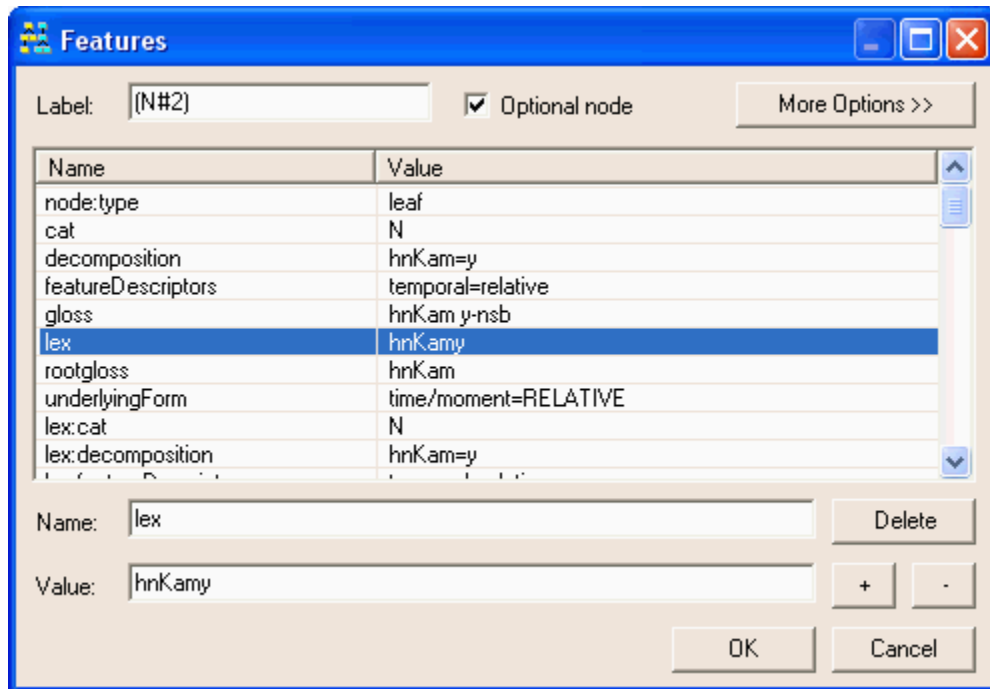 Features
Label: (N#2) Optional node More Options >>
Name Value
node:type leaf
cat N
decomposition hnKam=y
featureDescriptors temporal=relative
gloss hnKam y-nsb
lex hnKamy
rootgloss hnKam
underlyingForm time/moment=RELATIVE
lex:cat N
lex:decomposition hnKam=y
Name: lex Delete
Value: hnKamy + -
OK Cancel